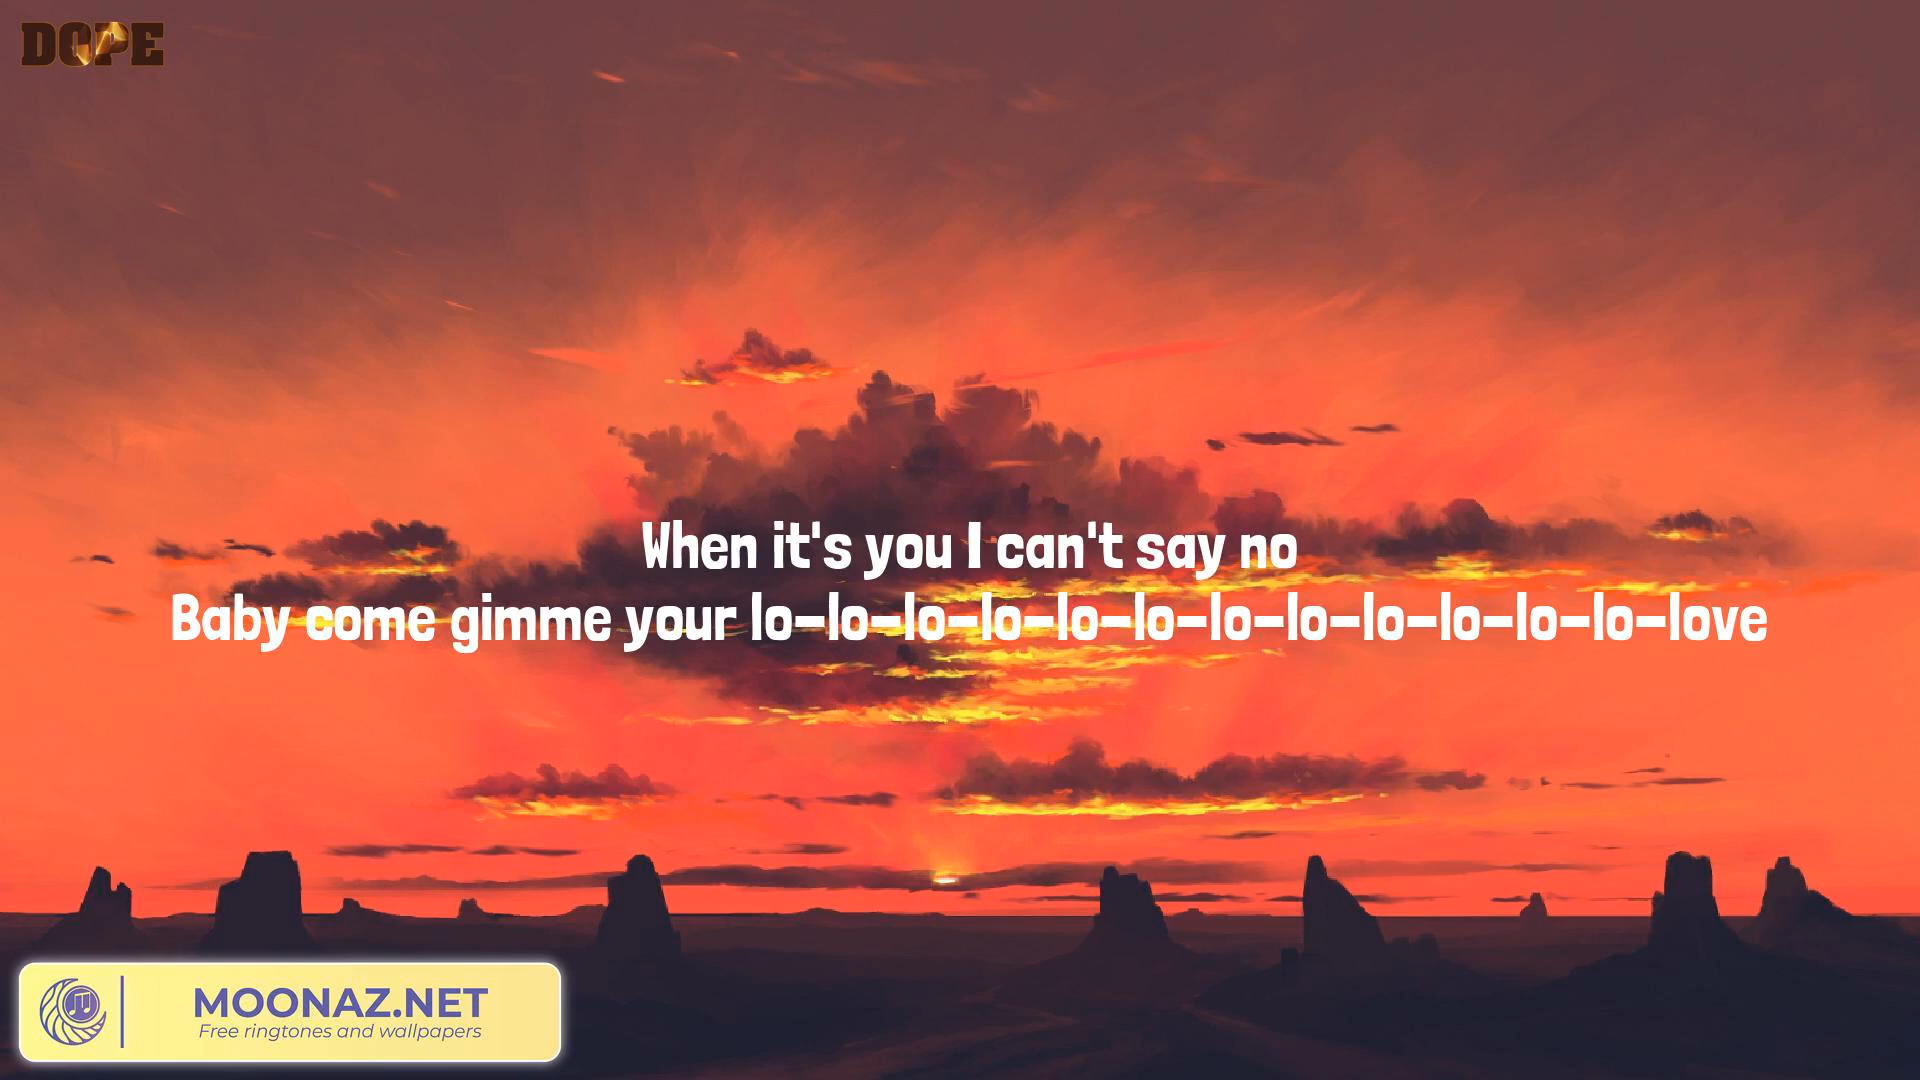 DOPE
When it's you I can't say no
Baby come gimme your lo-lo-lo-lo-lo-lo-lo-lo-lo-lo-lo-lo-love
MOONAZ.NET
Free ringtones and wallpapers